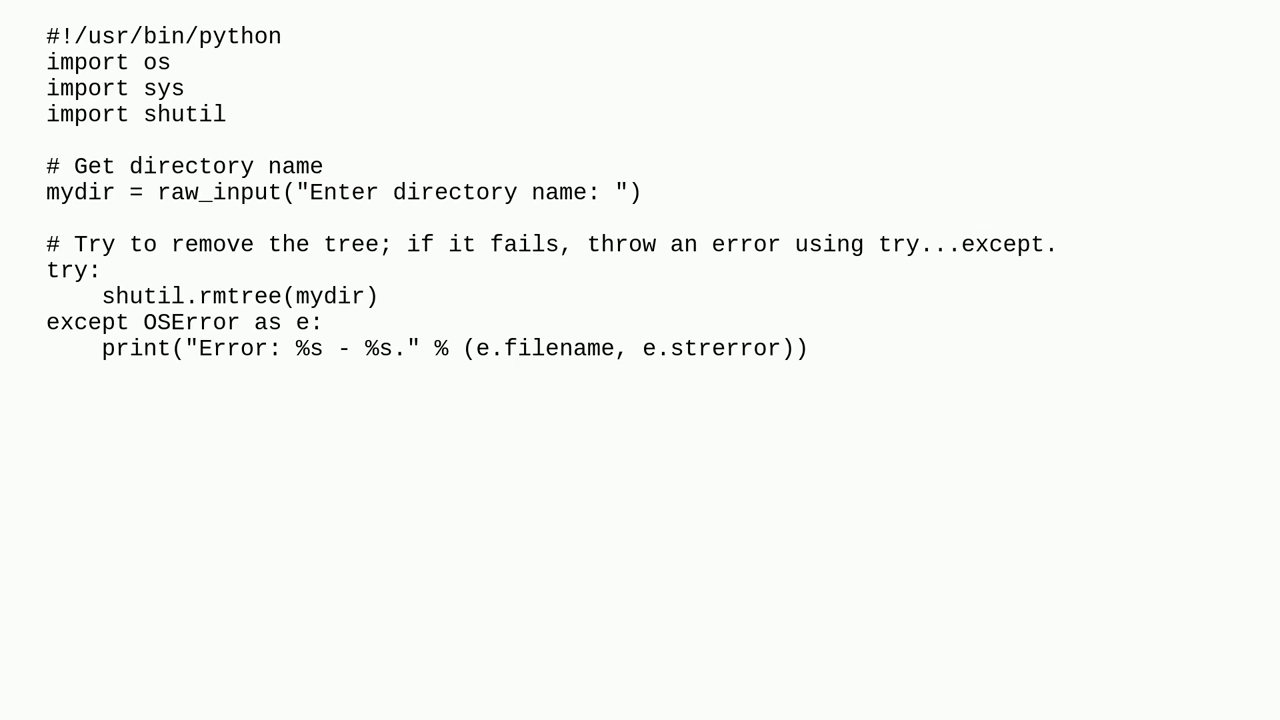 #!/usr/bin/python
import os
import sys
import shutil

# Get directory name
mydir = raw_input("Enter directory name: ")

# Try to remove the tree; if it fails, throw an error using try...except.
try:
    shutil.rmtree(mydir)
except OSError as e:
    print("Error: %s - %s." % (e.filename, e.strerror))